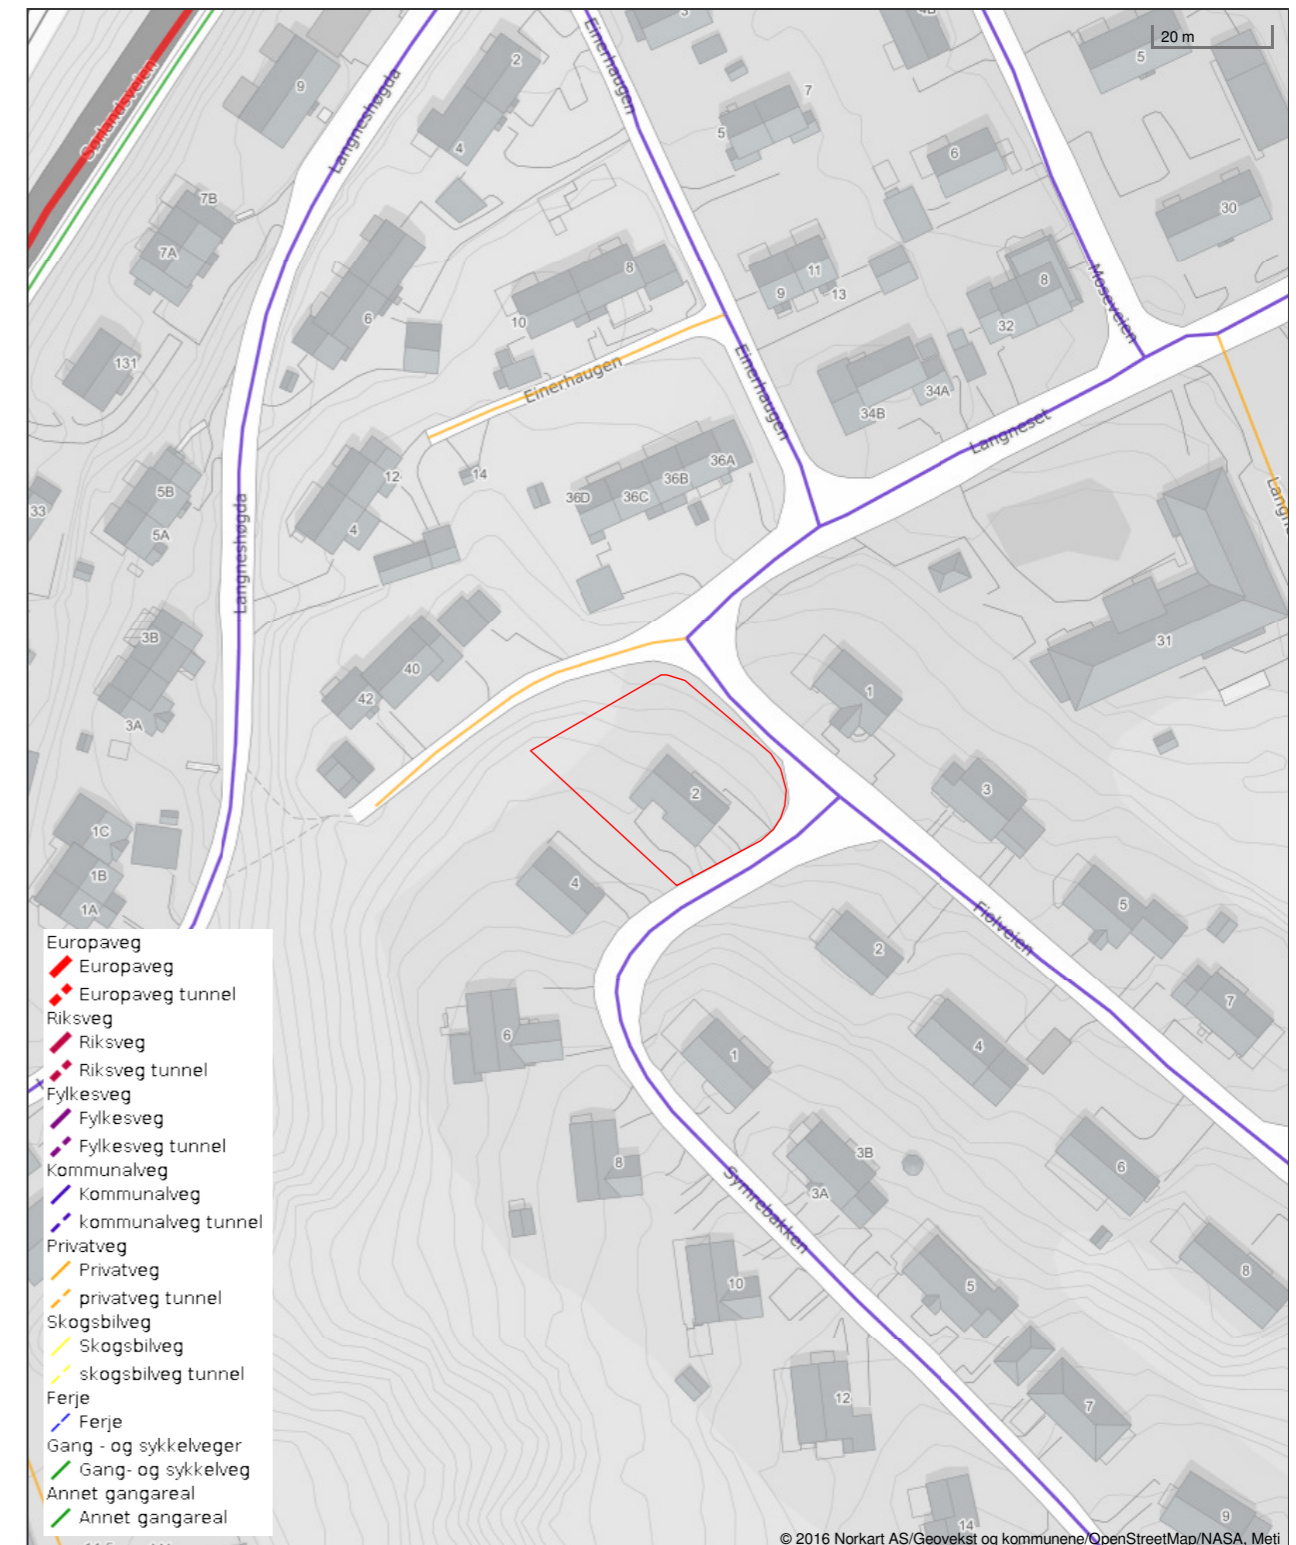 20 m
Einerhaugen
3
4B
5
Sørlandsveien
9
Langneshøgda
2
7
5
4
6
7B
30
7A
8
11
8
9
13
Moseveien
6
10
32
131
Einerhaugen
Einerhaugen
34A
34B
Langneset
36A
12
14
36B
5B
36D
36C
33
4
5A
Langneshøgda
3B
31
40
1
42
3A
2
3
1C
4
1B
5
1A
Fiolveien
2
7
6
1
4
3B
8
6
3A
Symrebakken
10
5
8
12
7
14
9
Europaveg
Europaveg
Europaveg tunnel
Riksveg
Riksveg
Riksveg tunnel
Fylkesveg
Fylkesveg
Fylkesveg tunnel
Kommunalveg
Kommunalveg
kommunalveg tunnel
Privatveg
Privatveg
privatveg tunnel
Skogsbilveg
Skogsbilveg
skogsbilveg tunnel
Ferje
Ferje
Gang - og sykkelveger
Gang- og sykkelveg
Annet gangareal
Annet gangareal
© 2016 Norkart AS/Geovekst og kommunene/OpenStreetMap/NASA, Meti